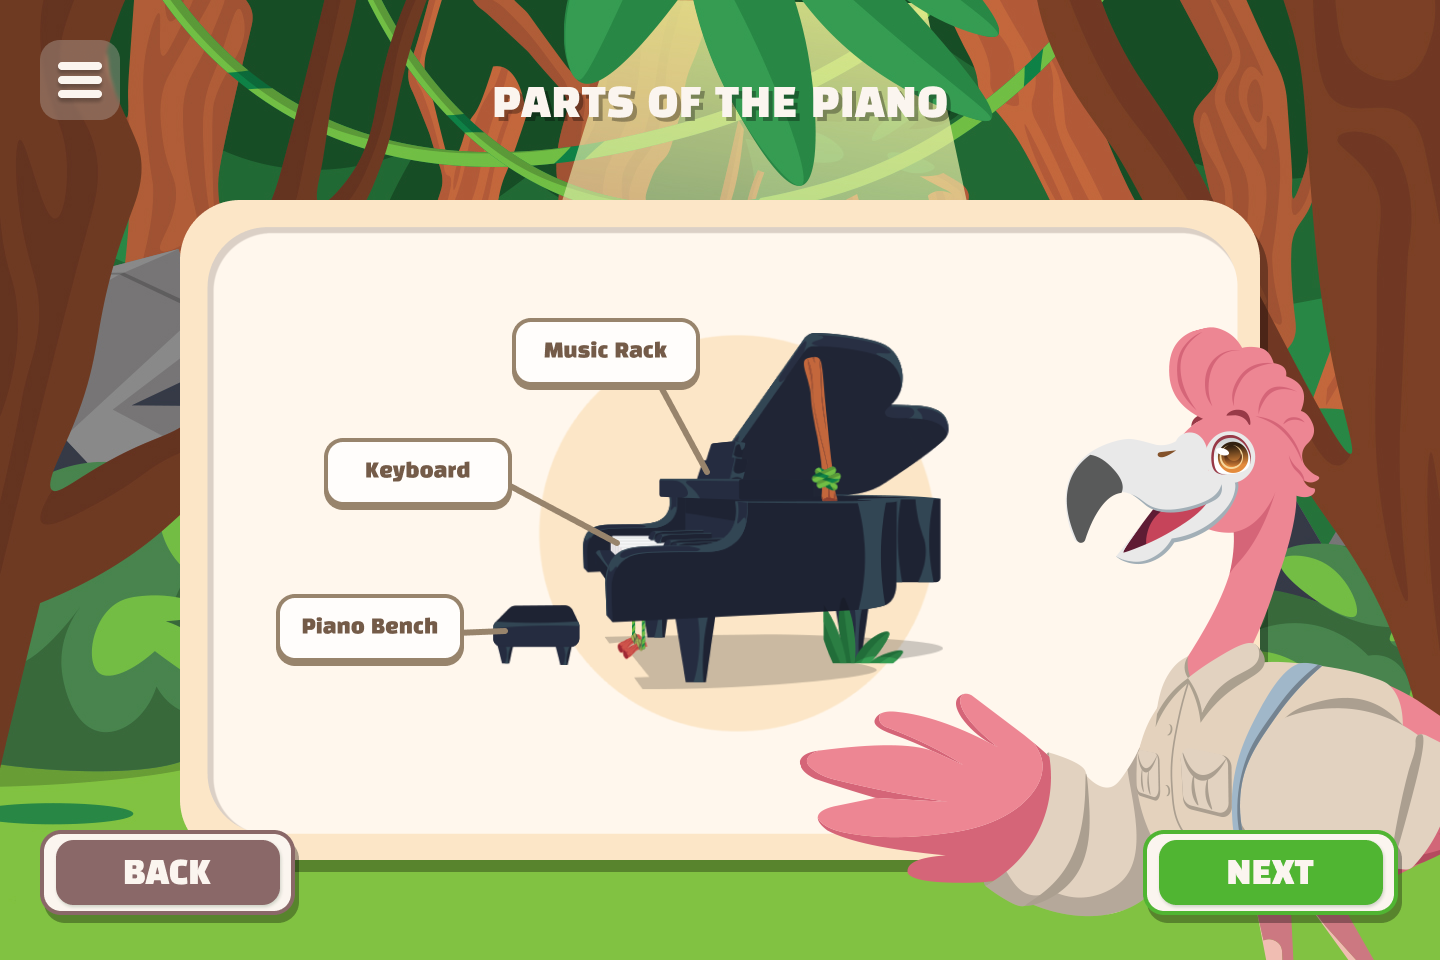 PARTS OF THE PIANO
Music Rack
Keyboard
Piano Bench
BACK
NEXT